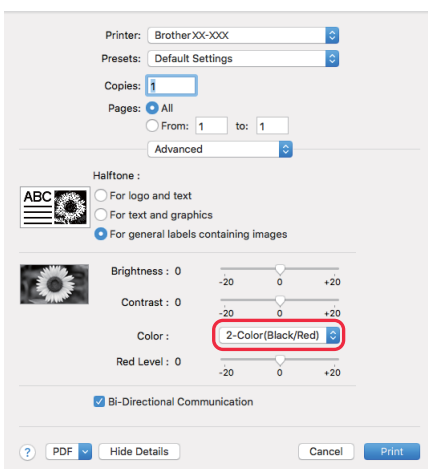 Printer: Brother XX-XXX
Presets: Default Settings
Copies: 1
Pages: All
From: 1 to: 1
Advanced
Halftone :
ABC
For logo and text
For text and graphics
For general labels containing images
Brightness : 0
-20 0 +20
Contrast : 0
-20 0 +20
Color : 2-Color(Black/Red)
Red Level : 0
-20 0 +20
Bi-Directional Communication
? PDF Hide Details Cancel Print